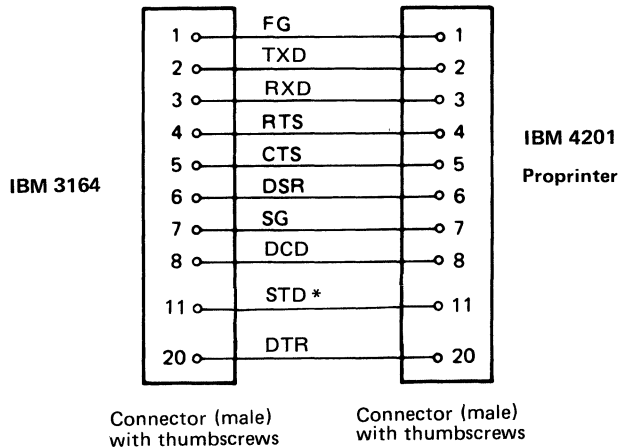 FG
1 1
TXD
2 2
RXD
3 3
RTS
4 4
IBM 4201
CTS
5 5
Proprinter
IBM 3164
DSR
6 6
SG
7 7
DCD
8 8
STD *
11 11
DTR
20 20
Connector (male)
with thumbscrews
Connector (male)
with thumbscrews